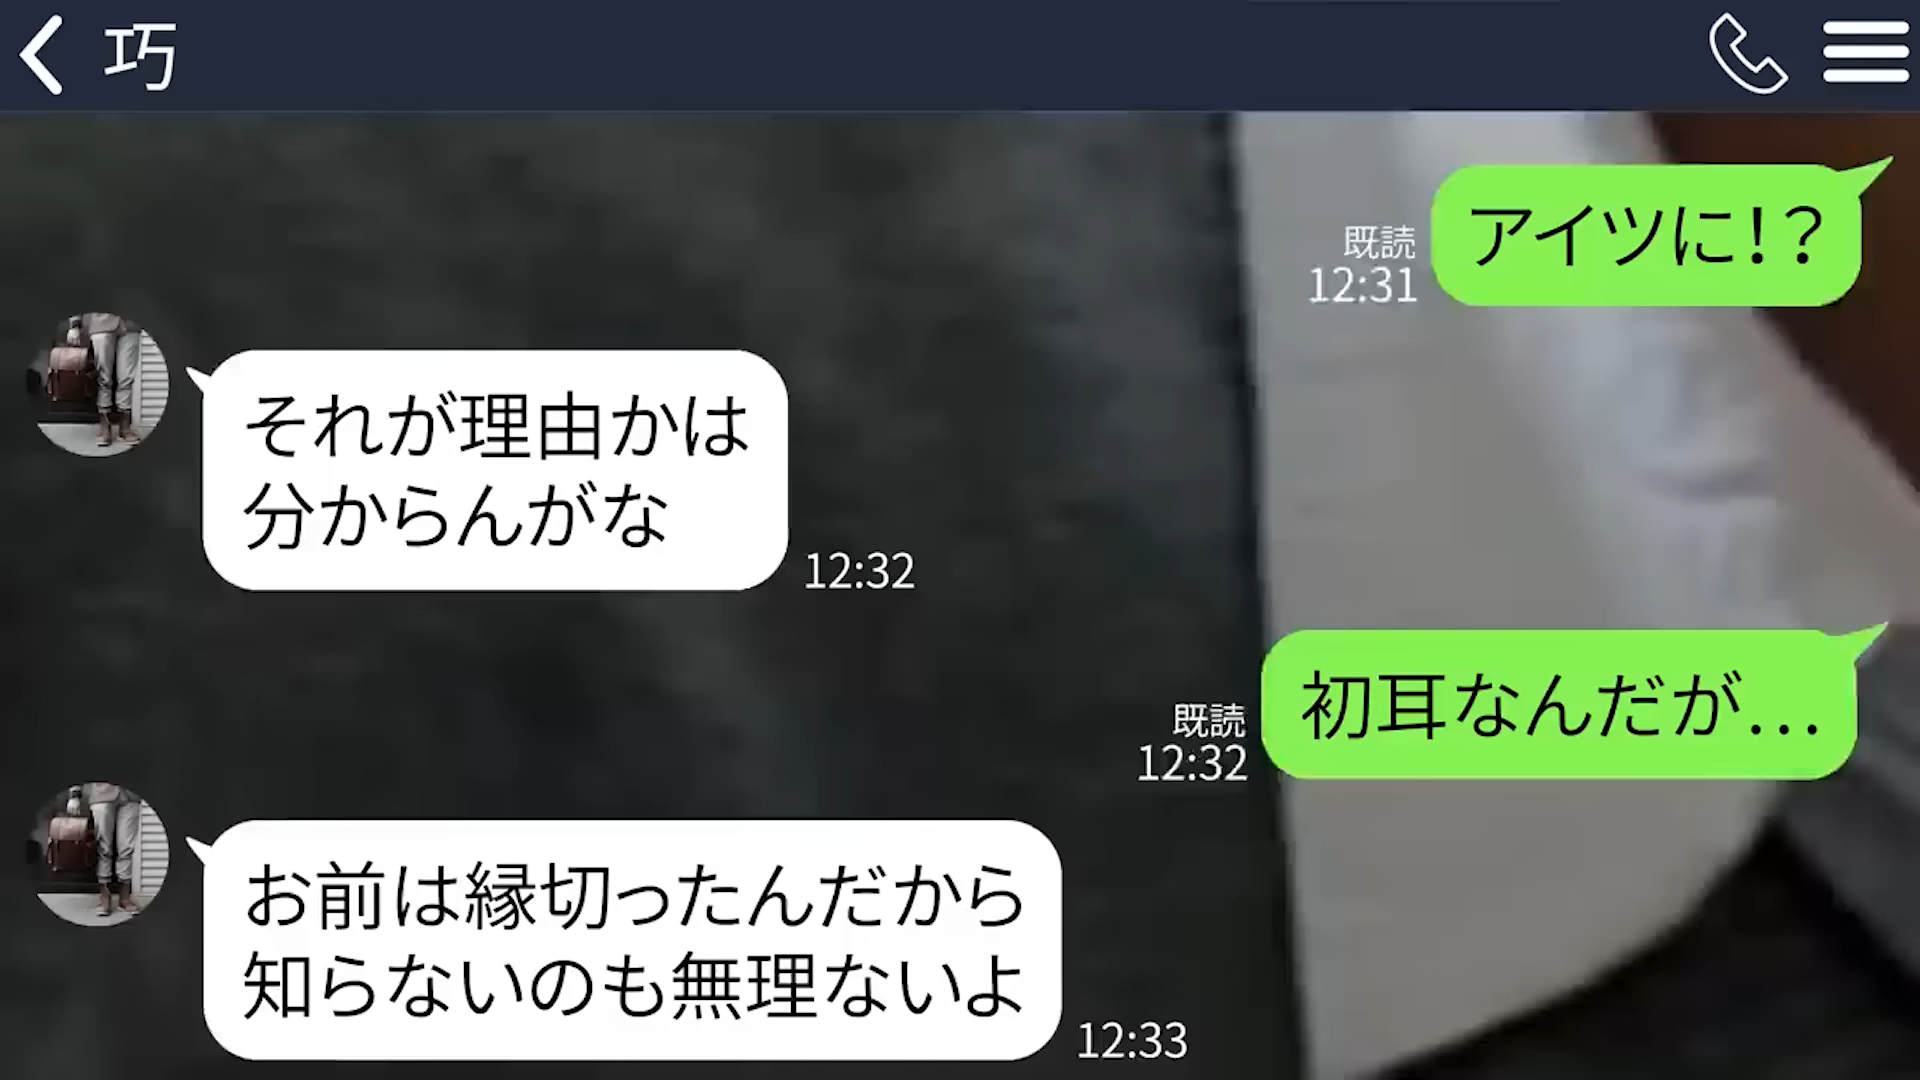 巧
アイツに!?
既読
12:31
それが理由かは
分からんがな
12:32
初耳なんだが...
既読
12:32
お前は縁切ったんだから
知らないのも無理ないよ
12:33